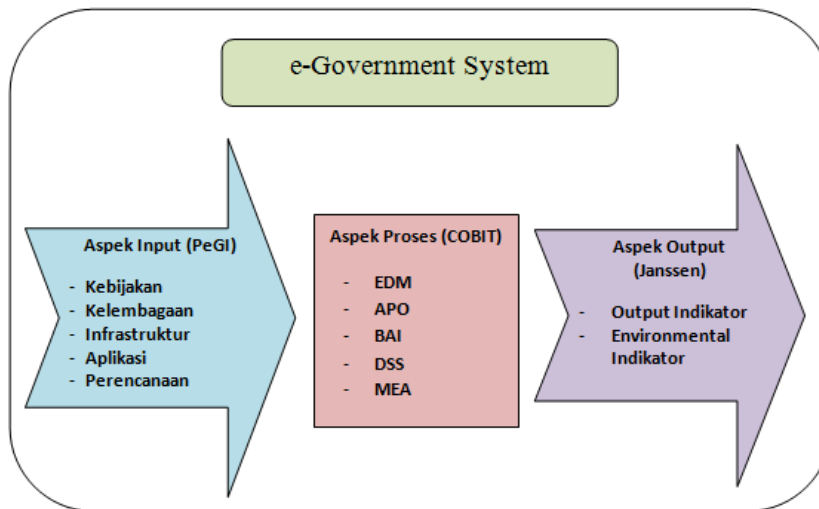 e-Government System
Aspek Input (PeGI)
- Kebijakan
- Kelembagaan
- Infrastruktur
- Aplikasi
- Perencanaan
Aspek Proses (COBIT)
- EDM
- APO
- BAI
- DSS
- MEA
Aspek Output
(Janssen)
- Output Indikator
- Environmental
Indikator